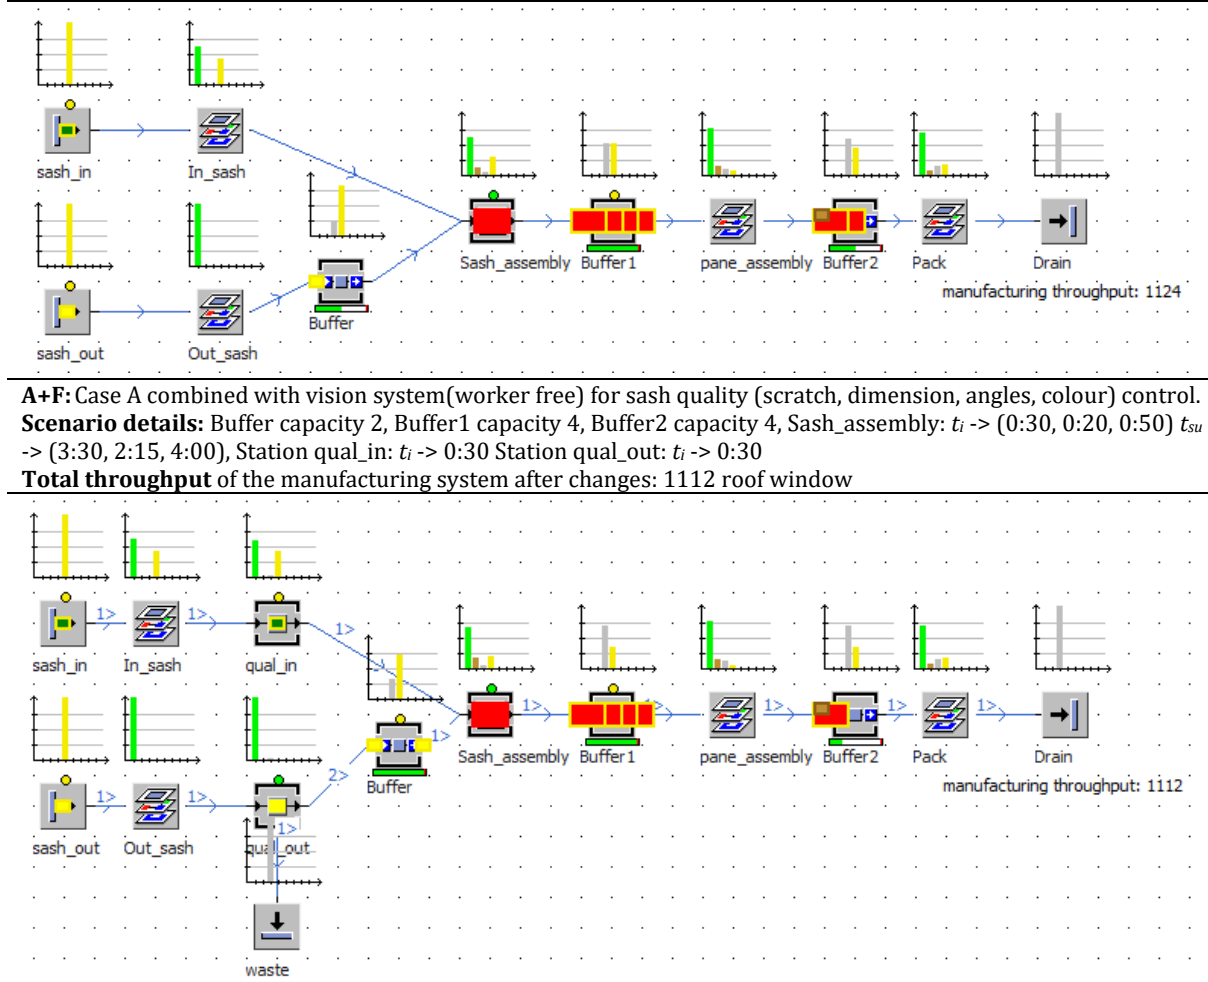 sash_in
In_sash
Sash_assembly
Buffer1
pane_assembly
Buffer2
Pack
Drain
manufacturing throughput: 1124
Buffer
sash_out
Out_sash
A+F: Case A combined with vision system(worker free) for sash quality (scratch, dimension, angles, colour) control.
Scenario details: Buffer capacity 2, Buffer1 capacity 4, Buffer2 capacity 4, Sash_assembly: ti -> (0:30, 0:20, 0:50) tsu
-> (3:30, 2:15, 4:00), Station qual_in: ti -> 0:30 Station qual_out: ti -> 0:30
Total throughput of the manufacturing system after changes: 1112 roof window
1>
1>
1>
sash_in
In_sash
qual_in
1>
1>
1>
1>
1>
Sash_assembly
Buffer1
pane_assembly
Buffer2
Pack
Drain
manufacturing throughput: 1112
1>
1>
2>
Buffer
1>
sash_out
Out_sash
qual_out
waste